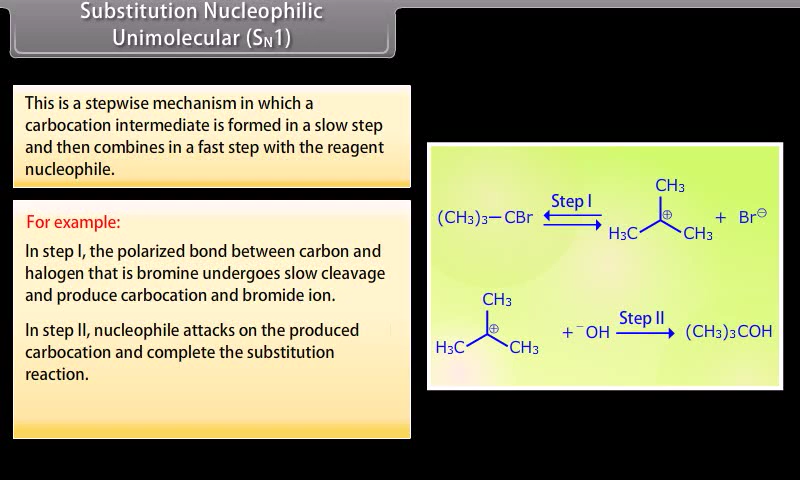 Substitution Nucleophilic
Unimolecular (SN1)
This is a stepwise mechanism in which a
carbocation intermediate is formed in a slow step
and then combines in a fast step with the reagent
nucleophile.
For example:
In step I, the polarized bond between carbon and
halogen that is bromine undergoes slow cleavage
and produce carbocation and bromide ion.
In step II, nucleophile attacks on the produced
carbocation and complete the substitution
reaction.
CH3
Step I
(CH3)3—CBr ⊕ + Br⊖
H3C CH3
CH3
Step II
⊕ + ⁻OH (CH3)3COH
H3C CH3